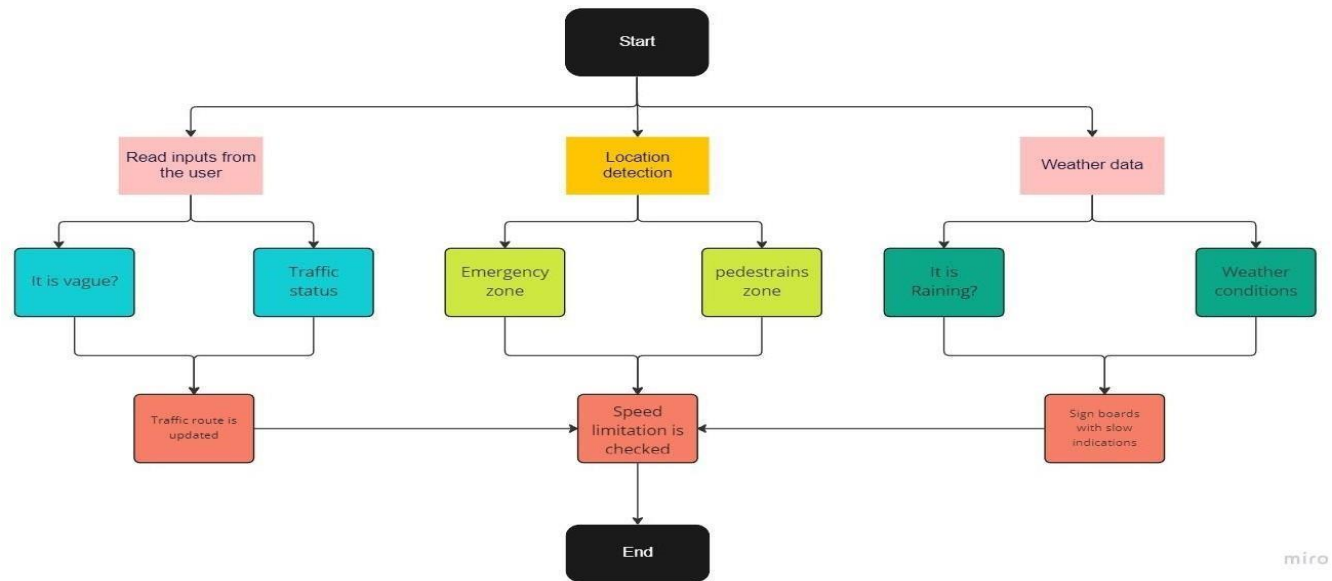 Start
Read inputs from
the user
Location
detection
Weather data
It is vague?
Traffic
status
Emergency
zone
pedestrains
zone
It is
Raining?
Weather
conditions
Traffic route is
updated
Speed
limitation is
checked
Sign boards
with slow
indications
End
miro